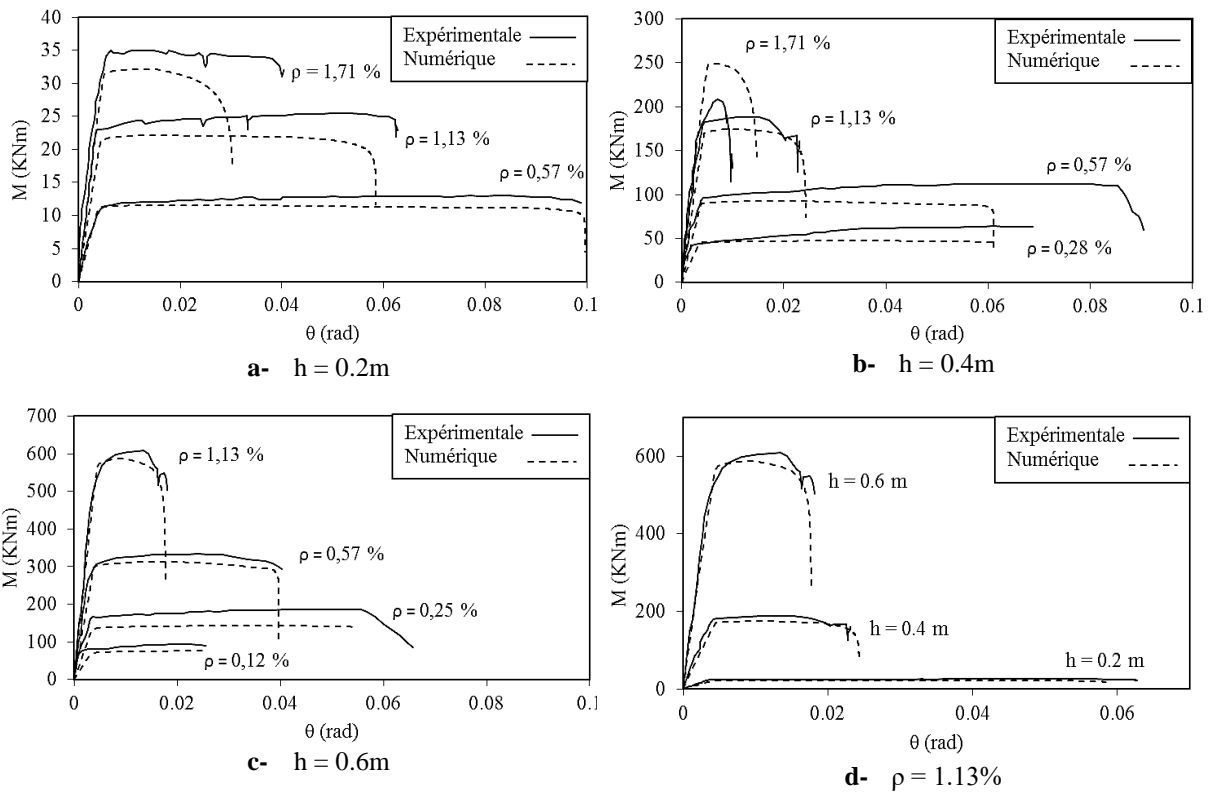 40
35
30
25
20
15
10
5
0
M (KNm)
Expérimentale
Numérique
ρ = 1,71 %
ρ = 1,13 %
ρ = 0,57 %
0 0.02 0.04 0.06 0.08 0.1
θ (rad)
a- h = 0.2m
300
250
200
150
100
50
0
M (KNm)
Expérimentale
Numérique
ρ = 1,71 %
ρ = 1,13 %
ρ = 0,57 %
ρ = 0,28 %
0 0.02 0.04 0.06 0.08 0.1
θ (rad)
b- h = 0.4m
700
600
500
400
300
200
100
0
M (KNm)
Expérimentale
Numérique
ρ = 1,13 %
ρ = 0,57 %
ρ = 0,25 %
ρ = 0,12 %
0 0.02 0.04 0.06 0.08 0.1
θ (rad)
c- h = 0.6m
600
400
200
0
M (KNm)
Expérimentale
Numérique
h = 0.6 m
h = 0.4 m
h = 0.2 m
0 0.02 0.04 0.06
θ (rad)
d- ρ = 1.13%